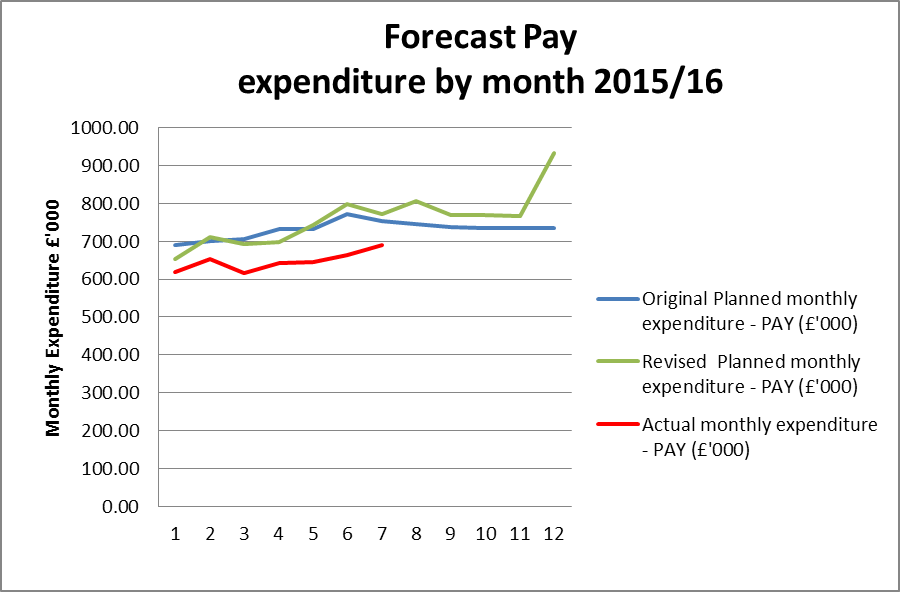 Forecast Pay
expenditure by month 2015/16
1000.00
900.00
800.00
700.00
600.00
500.00
400.00
300.00
200.00
100.00
0.00
Monthly Expenditure £'000
1 2 3 4 5 6 7 8 9 10 11 12
Original Planned monthly
expenditure - PAY (£'000)
Revised  Planned monthly
expenditure - PAY (£'000)
Actual monthly expenditure
- PAY (£'000)